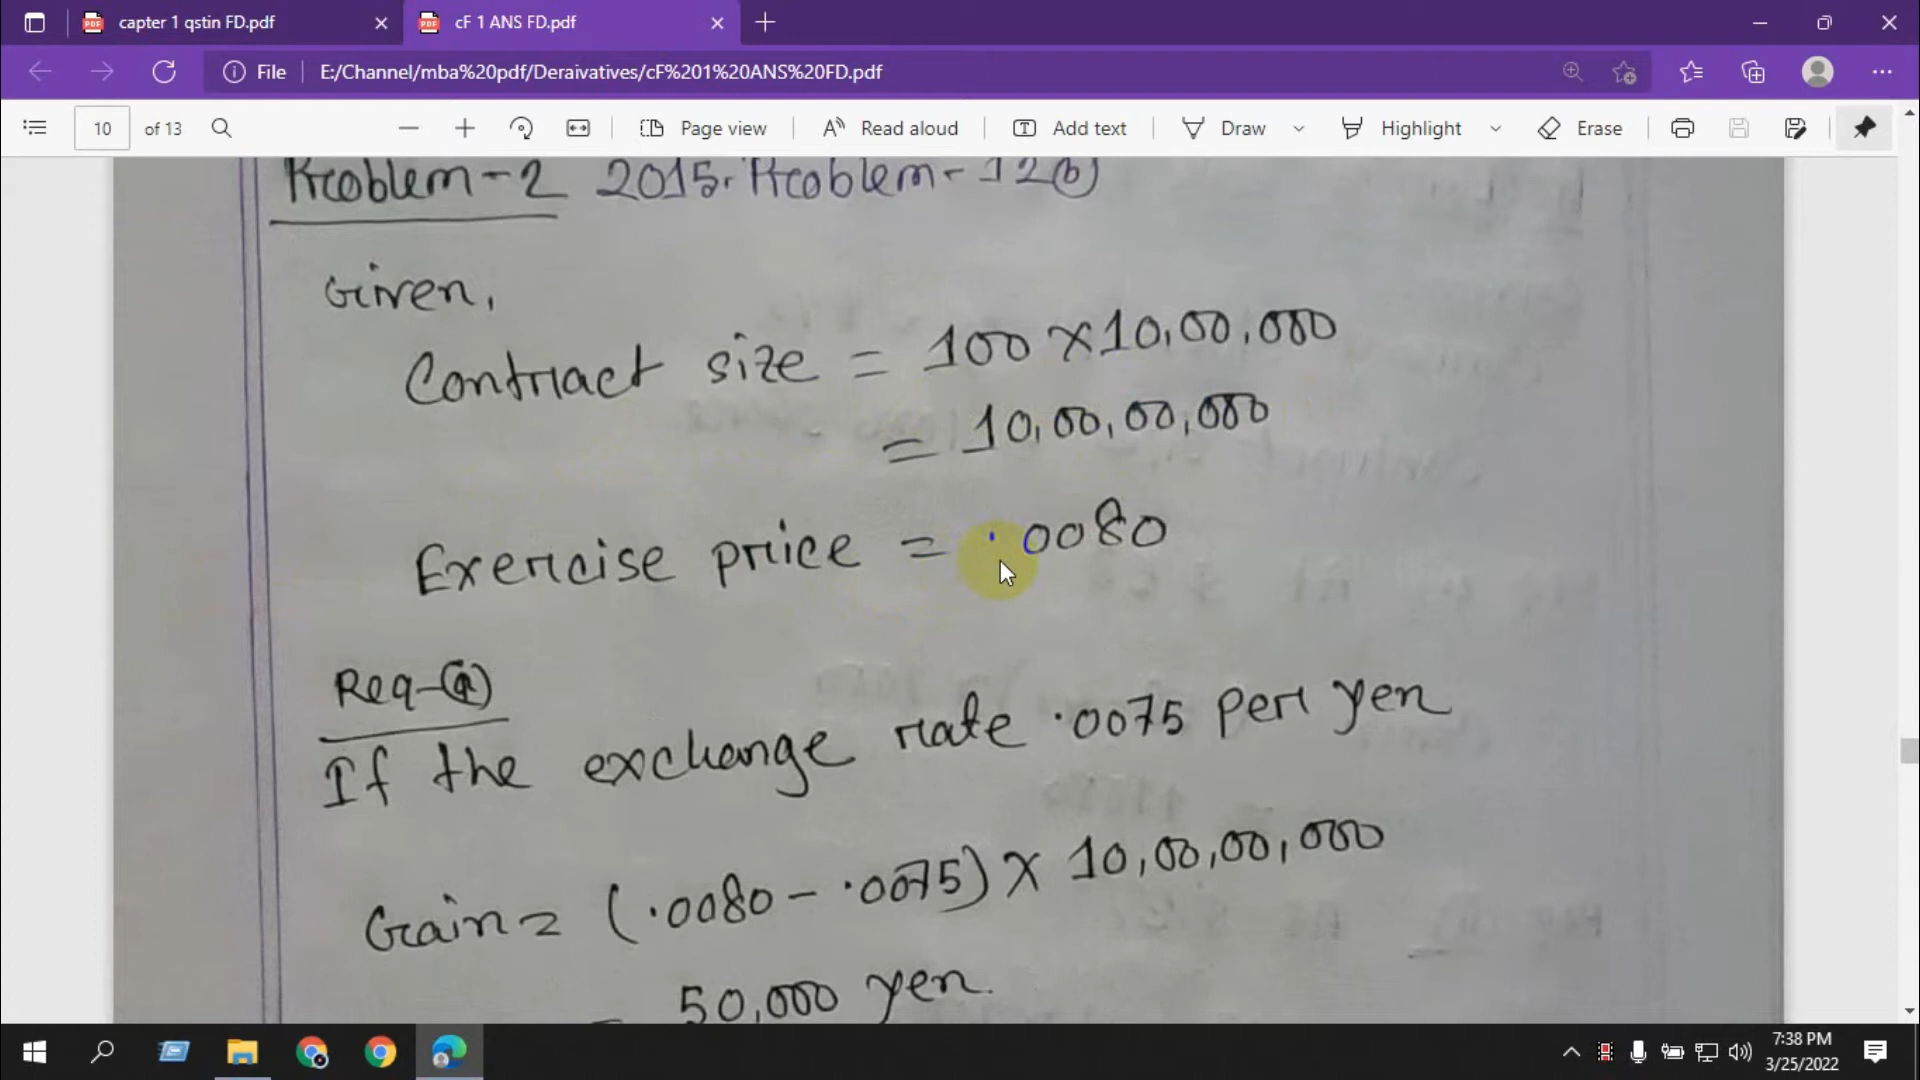 capter 1 qstin FD.pdf
cF 1 ANS FD.pdf
File
E:/Channel/mba%20pdf/Deraivatives/cF%201%20ANS%20FD.pdf
10 of 13
Page view
Read aloud
Add text
Draw
Highlight
Erase
Problem-2 2015. Problem-12(b)
Given,
Contract size = 100 × 10,00,000
= 10,00,00,000
Exercise price = .0080
Req-(a)
If the exchange rate .0075 per yen
Gain = (.0080 - .0075) × 10,00,00,000
= 50,000 yen.
7:38 PM
3/25/2022